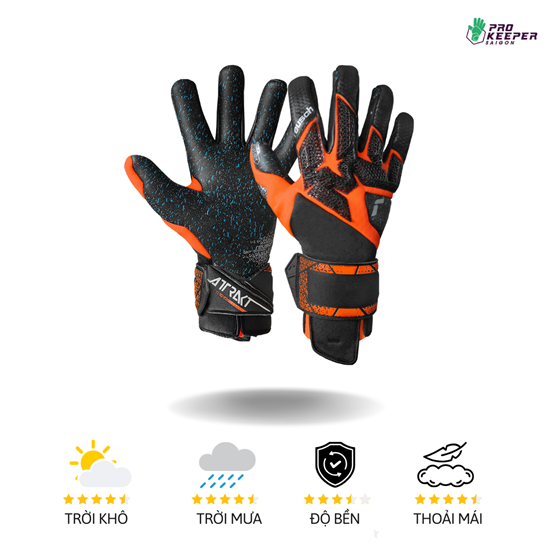 PRO
KEEPER
SAIGON
reusch
ATTRAKT
TRỜI KHÔ
TRỜI MƯA
ĐỘ BỀN
THOẢI MÁI